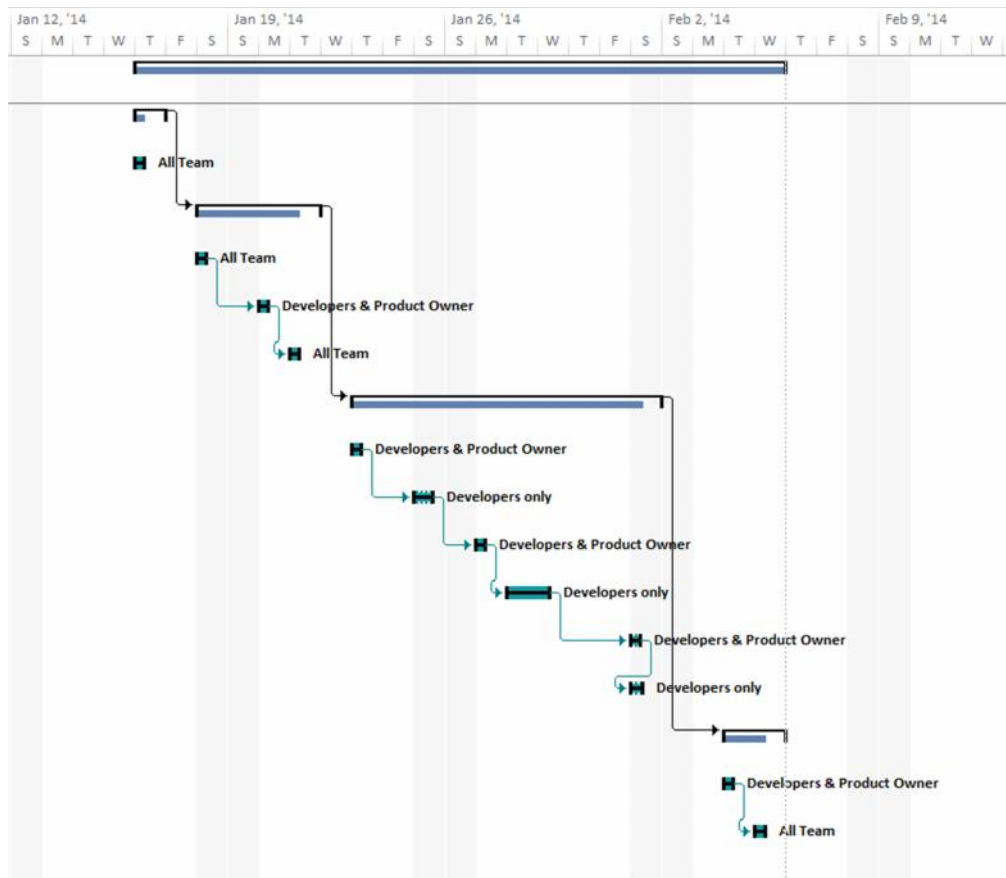 Jan 12, '14 Jan 19, '14 Jan 26, '14 Feb 2, '14 Feb 9, '14
S M T W T F S S M T W T F S S M T W T F S S M T W T F S S M T W
All Team
All Team
Developers & Product Owner
All Team
Developers & Product Owner
Developers only
Developers & Product Owner
Developers only
Developers & Product Owner
Developers only
Developers & Product Owner
All Team